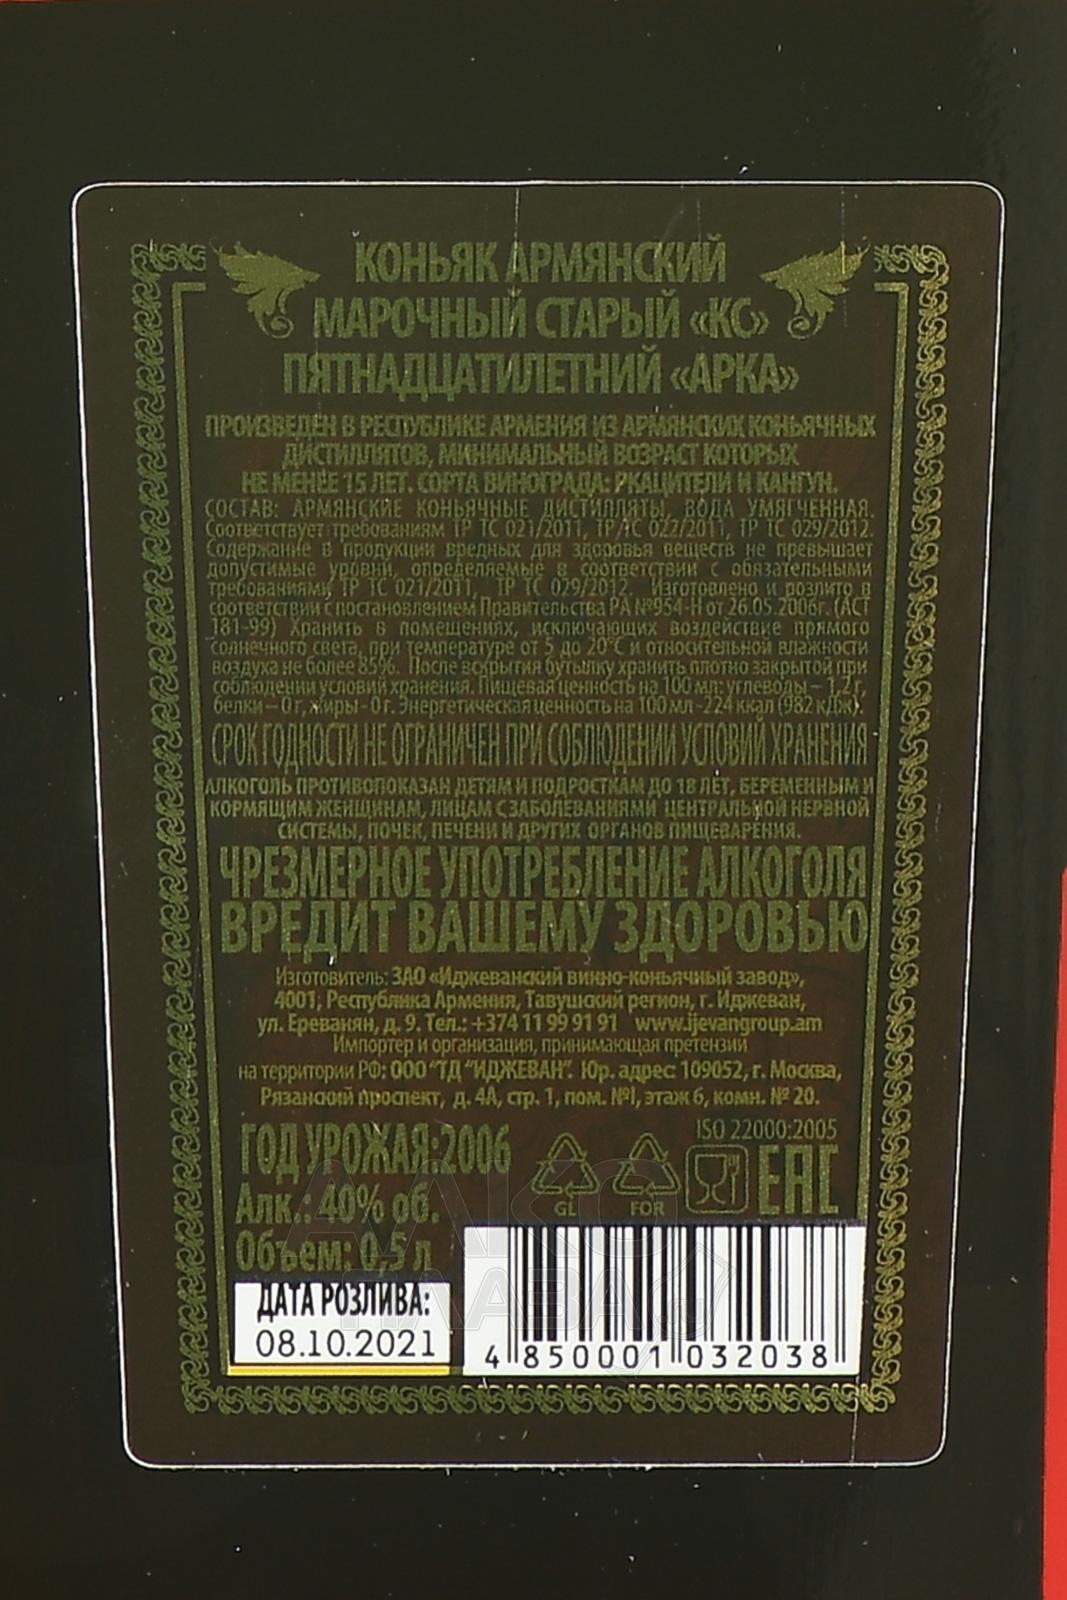 КОНЬЯК АРМЯНСКИЙ
МАРОЧНЫЙ СТАРЫЙ «КС»
ПЯТНАДЦАТИЛЕТНИЙ «АРКА»
ПРОИЗВЕДЕН В РЕСПУБЛИКЕ АРМЕНИЯ ИЗ АРМЯНСКИХ КОНЬЯЧНЫХ
ДИСТИЛЛЯТОВ, МИНИМАЛЬНЫЙ ВОЗРАСТ КОТОРЫХ
НЕ МЕНЕЕ 15 ЛЕТ. СОРТА ВИНОГРАДА: РКАЦИТЕЛИ И КАНГУН.
СОСТАВ: АРМЯНСКИЕ КОНЬЯЧНЫЕ ДИСТИЛЛЯТЫ, ВОДА УМЯГЧЕННАЯ.
Соответствует требованиям ТР ТС 021/2011, ТР ТС 022/2011, ТР ТС 029/2012.
Содержание в продукции вредных для здоровья веществ не превышает
допустимые уровни, определяемые в соответствии с обязательными
требованиями ТР ТС 021/2011, ТР ТС 029/2012. Изготовлено и розлито в
соответствии с постановлением Правительства РА №954-Н от 26.05.2006г. (АСТ
181-99) Хранить в помещениях, исключающих воздействие прямого
солнечного света, при температуре от 5 до 20°С и относительной влажности
воздуха не более 85%. После вскрытия бутылку хранить плотно закрытой при
соблюдении условий хранения. Пищевая ценность на 100 мл: углеводы – 1,2 г,
белки – 0 г, жиры - 0 г. Энергетическая ценность на 100 мл - 224 ккал (982 кДж).
СРОК ГОДНОСТИ НЕ ОГРАНИЧЕН ПРИ СОБЛЮДЕНИИ УСЛОВИЙ ХРАНЕНИЯ
АЛКОГОЛЬ ПРОТИВОПОКАЗАН ДЕТЯМ И ПОДРОСТКАМ ДО 18 ЛЕТ, БЕРЕМЕННЫМ И
КОРМЯЩИМ ЖЕНЩИНАМ, ЛИЦАМ С ЗАБОЛЕВАНИЯМИ ЦЕНТРАЛЬНОЙ НЕРВНОЙ
СИСТЕМЫ, ПОЧЕК, ПЕЧЕНИ И ДРУГИХ ОРГАНОВ ПИЩЕВАРЕНИЯ.
ЧРЕЗМЕРНОЕ УПОТРЕБЛЕНИЕ АЛКОГОЛЯ
ВРЕДИТ ВАШЕМУ ЗДОРОВЬЮ
Изготовитель: ЗАО «Иджеванский винно-коньячный завод»,
4001, Республика Армения, Тавушский регион, г. Иджеван,
ул. Ереванян, д. 9. Тел.: +374 11 99 91 91 www.ijevangroup.am
Импортер и организация, принимающая претензии
на территории РФ: ООО "ТД "ИДЖЕВАН". Юр. адрес: 109052, г. Москва,
Рязанский проспект, д. 4А, стр. 1, пом. №I, этаж 6, комн. № 20.
ISO 22000:2005
ГОД УРОЖАЯ: 2006
GL FOR EAC
Алк.: 40% об.
Объем: 0,5 л
ДАТА РОЗЛИВА:
08.10.2021
4 850001 032038
АЛКО
ПЛАЗА